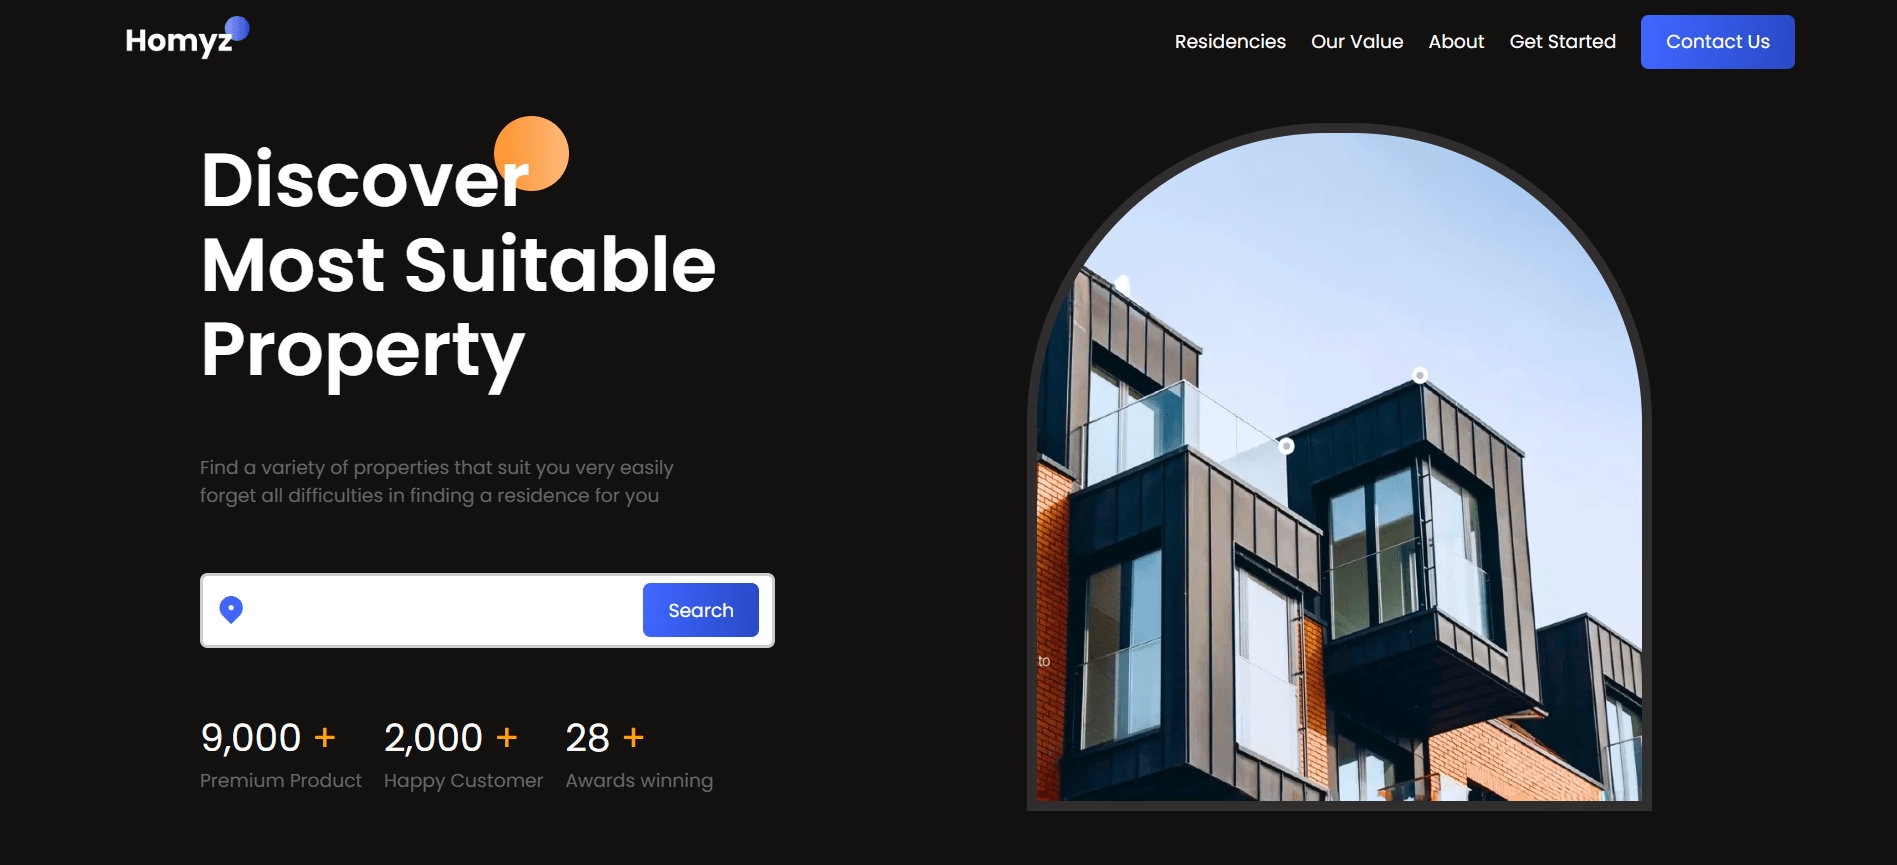 Homyz
Residencies
Our Value
About
Get Started
Contact Us
Discover
Most Suitable
Property
Find a variety of properties that suit you very easily
forget all difficulties in finding a residence for you
Search
to
9,000 +
2,000 +
28 +
Premium Product
Happy Customer
Awards winning